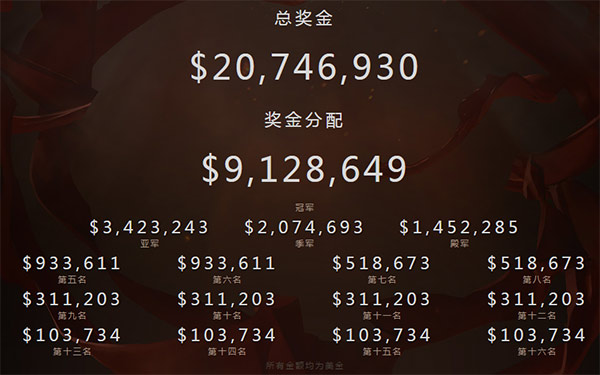 总奖金
$20,746,930
奖金分配
$9,128,649
冠军
$3,423,243 $2,074,693 $1,452,285
亚军 季军 殿军
$933,611 $933,611 $518,673 $518,673
第五名 第六名 第七名 第八名
$311,203 $311,203 $311,203 $311,203
第九名 第十名 第十一名 第十二名
$103,734 $103,734 $103,734 $103,734
第十三名 第十四名 第十五名 第十六名
所有金额均为美金